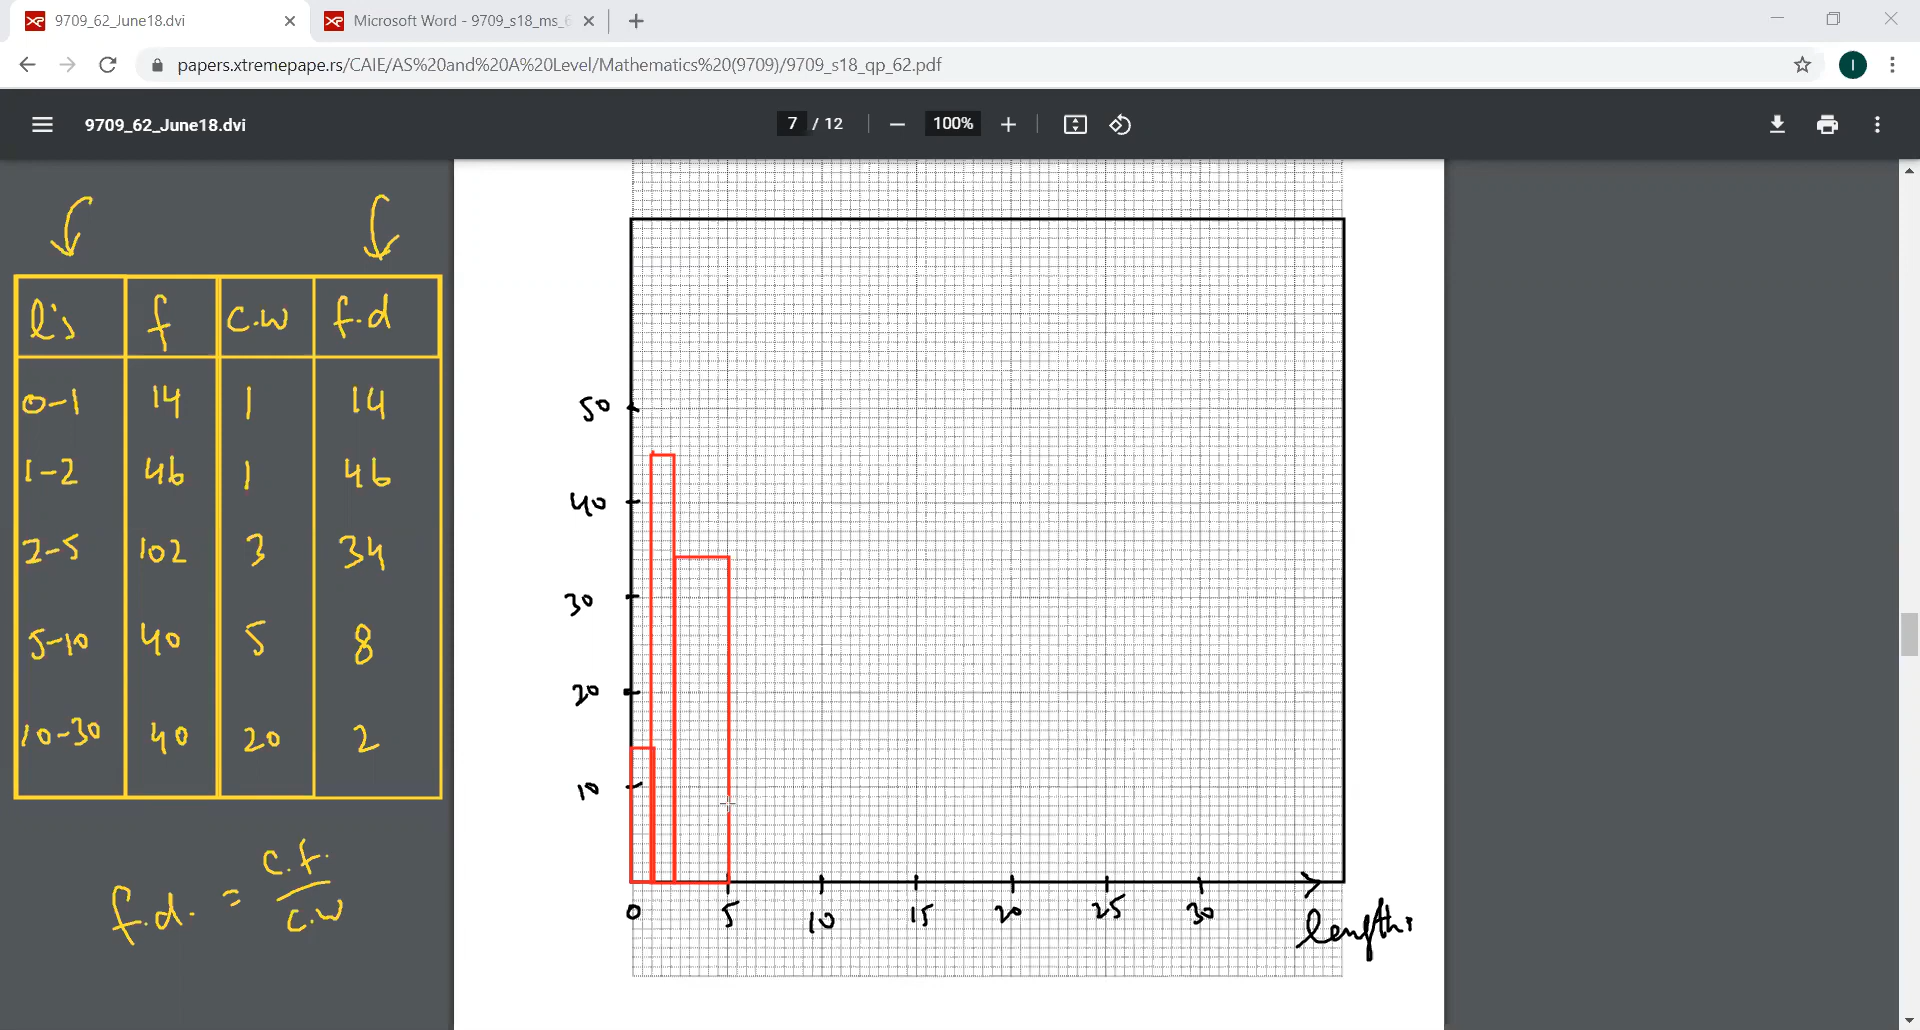 9709_62_June18.dvi
Microsoft Word - 9709_s18_ms_6
papers.xtremepape.rs/CAIE/AS%20and%20A%20Level/Mathematics%20(9709)/9709_s18_qp_62.pdf
I
9709_62_June18.dvi
7 / 12
100%
l's f c.w f.d
0-1 14 1 14
1-2 46 1 46
2-5 102 3 34
5-10 40 5 8
10-30 40 20 2
f.d. = c.f. / c.w
50
40
30
20
10
0 5 10 15 20 25 30
lengths